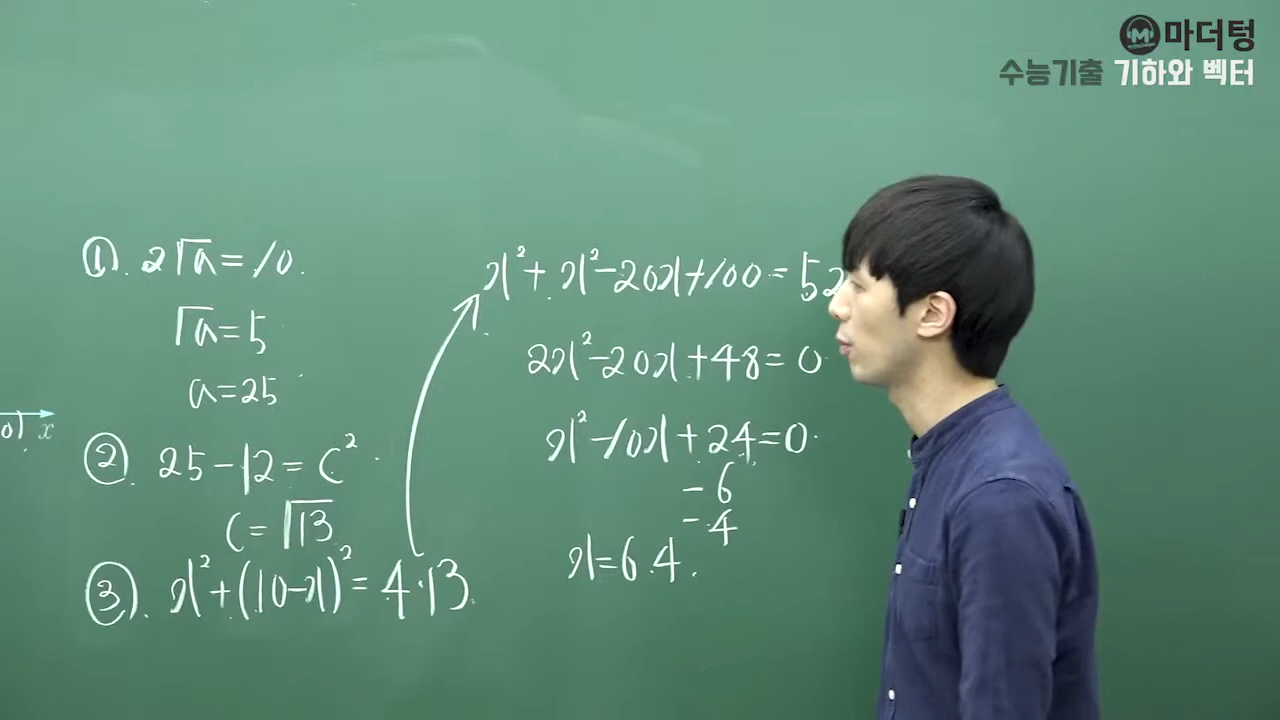 마더텅
수능기출 기하와 벡터
①. 2√a = 10.
√a = 5
a = 25
x
②. 25 - 12 = c²
c = √13
③. x² + (10 - x)² = 4·13
x² + x² - 20x + 100 = 52
2x² - 20x + 48 = 0
x² - 10x + 24 = 0
- 6
- 4
x = 6.4.